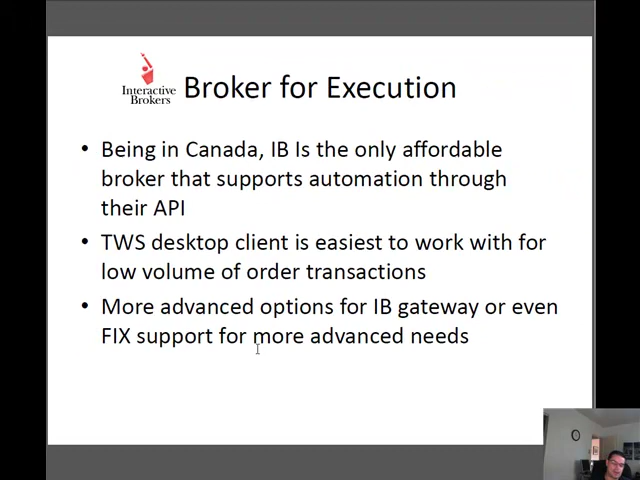 Interactive
Brokers
Broker for Execution
• Being in Canada, IB Is the only affordable
broker that supports automation through
their API
• TWS desktop client is easiest to work with for
low volume of order transactions
• More advanced options for IB gateway or even
FIX support for more advanced needs